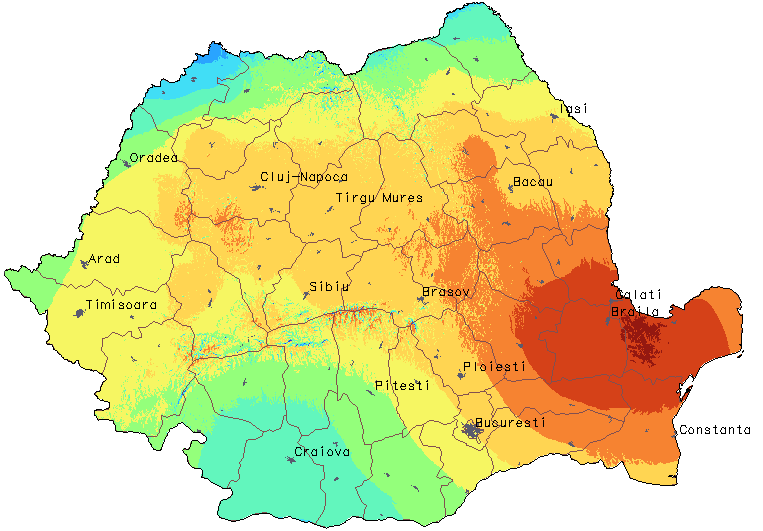 Iasi
Oradea
Cluj-Napoca
Bacau
Tirgu Mures
Arad
Sibiu
Brasov
Galati
Timisoara
Braila
Ploiesti
Pitesti
Bucuresti
Constanta
Craiova